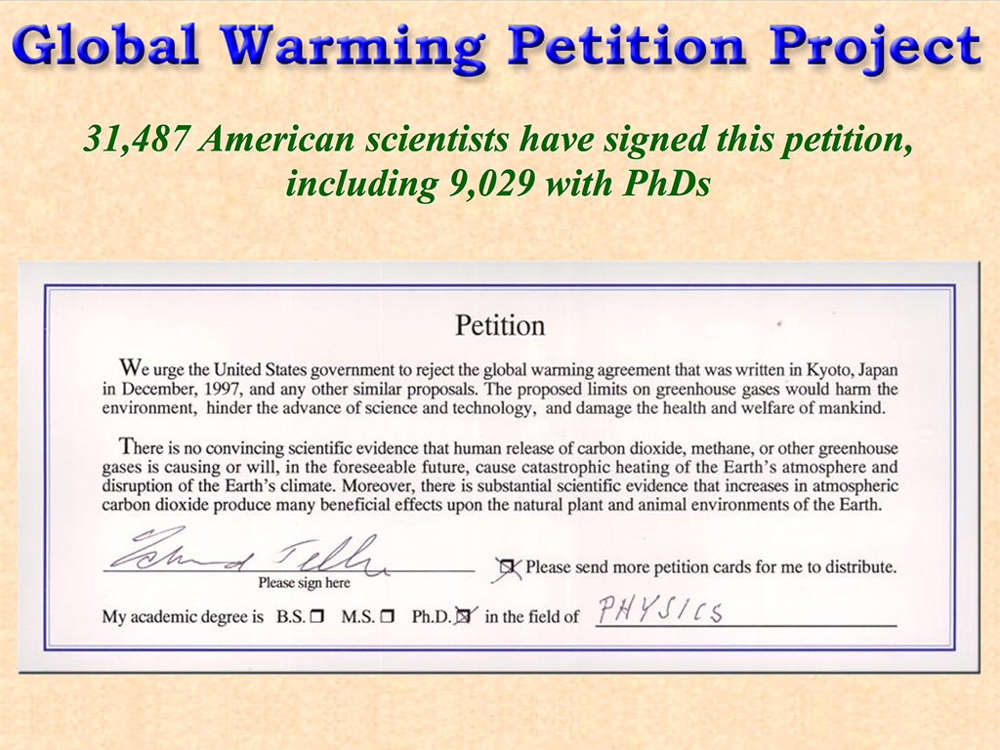 Global Warming Petition Project
31,487 American scientists have signed this petition,
including 9,029 with PhDs
Petition
We urge the United States government to reject the global warming agreement that was written in Kyoto, Japan
in December, 1997, and any other similar proposals. The proposed limits on greenhouse gases would harm the
environment, hinder the advance of science and technology, and damage the health and welfare of mankind.
There is no convincing scientific evidence that human release of carbon dioxide, methane, or other greenhouse
gases is causing or will, in the foreseeable future, cause catastrophic heating of the Earth's atmosphere and
disruption of the Earth's climate. Moreover, there is substantial scientific evidence that increases in atmospheric
carbon dioxide produce many beneficial effects upon the natural plant and animal environments of the Earth.
Edward Teller
Please sign here
Please send more petition cards for me to distribute.
My academic degree is B.S. M.S. Ph.D. in the field of PHYSICS